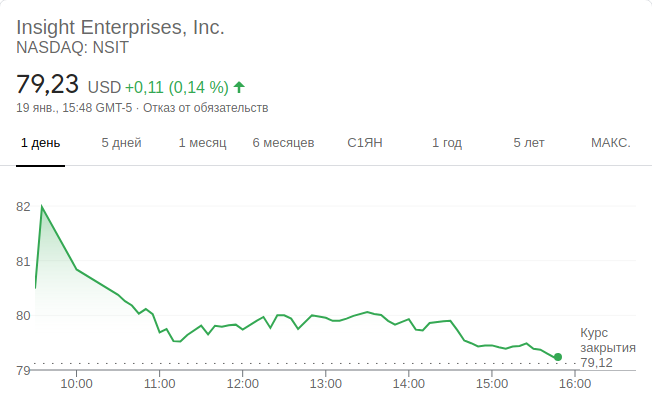 Insight Enterprises, Inc.
NASDAQ: NSIT
79,23 USD +0,11 (0,14 %)
19 янв., 15:48 GMT-5 · Отказ от обязательств
1 день 5 дней 1 месяц 6 месяцев С1ЯН 1 год 5 лет МАКС.
82
81
80
79
Курс
закрытия
79,12
10:00 11:00 12:00 13:00 14:00 15:00 16:00